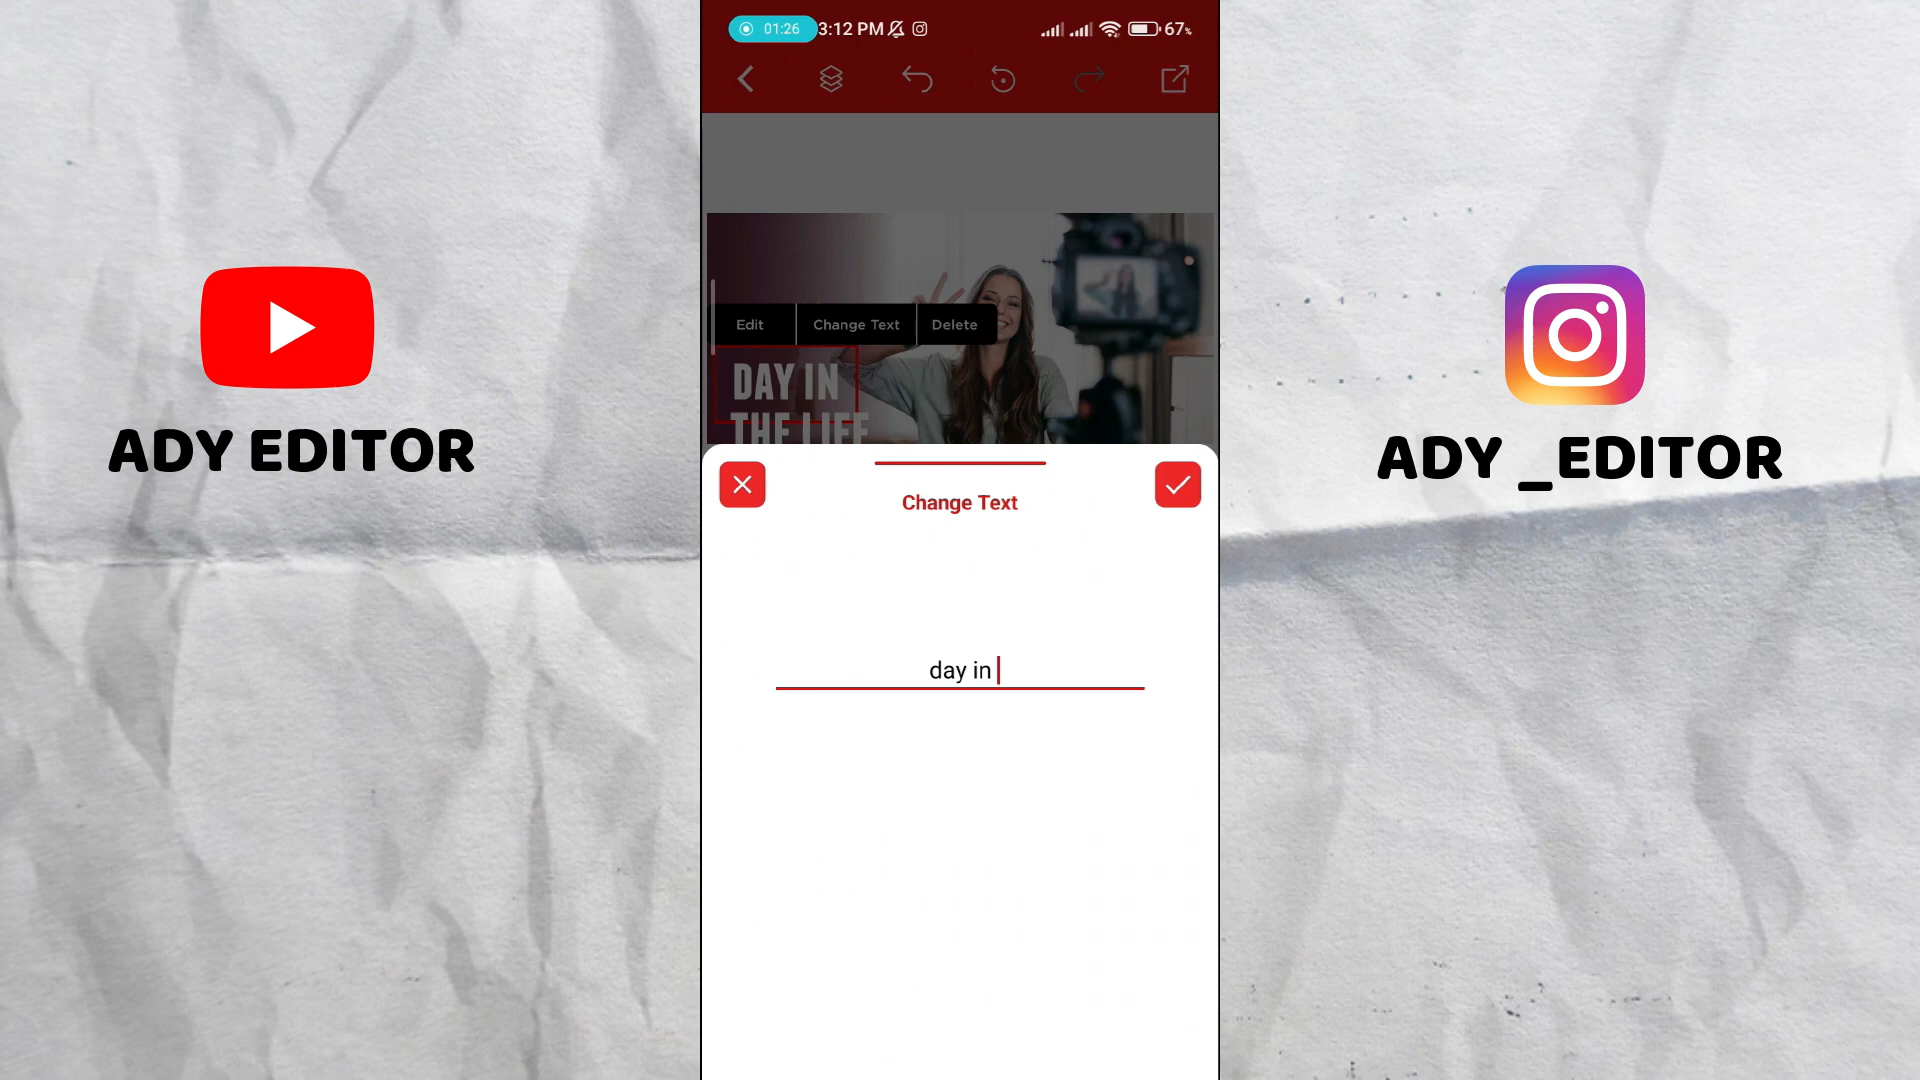 01:26 3:12 PM 67%
Edit Change Text Delete
DAY IN
THE LIFE
Change Text
day in
ADY EDITOR
ADY _EDITOR